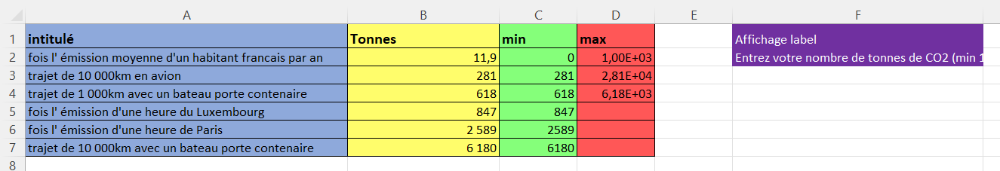 A B C D E F
1 intitulé Tonnes min max Affichage label
2 fois l' émission moyenne d'un habitant francais par an 11,9 0 1,00E+03 Entrez votre nombre de tonnes de CO2 (min 1
3 trajet de 10 000km en avion 281 281 2,81E+04
4 trajet de 1 000km avec un bateau porte contenaire 618 618 6,18E+03
5 fois l' émission d'une heure du Luxembourg 847 847
6 fois l' émission d'une heure de Paris 2 589 2589
7 trajet de 10 000km avec un bateau porte contenaire 6 180 6180
8